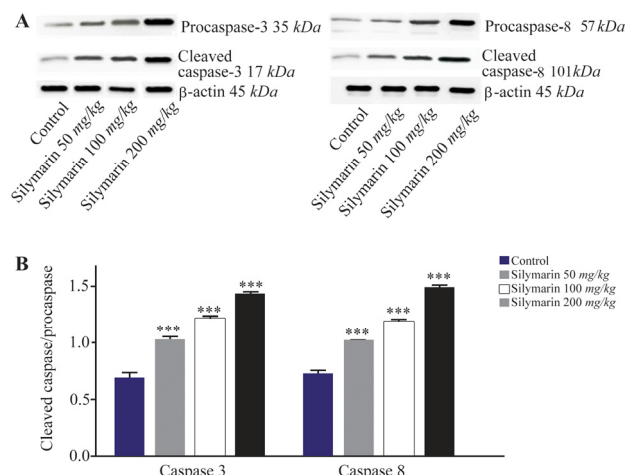 A
Procaspase-3 35 kDa
Cleaved
caspase-3 17 kDa
β-actin 45 kDa
Control
Silymarin 50 mg/kg
Silymarin 100 mg/kg
Silymarin 200 mg/kg
Procaspase-8 57kDa
Cleaved
caspase-8 101kDa
β-actin 45 kDa
Control
Silymarin 50 mg/kg
Silymarin 100 mg/kg
Silymarin 200 mg/kg
B
Cleaved caspase/procaspase
1.5
1.0
0.5
0.0
***
***
***
***
***
***
Caspase 3
Caspase 8
Control
Silymarin 50 mg/kg
Silymarin 100 mg/kg
Silymarin 200 mg/kg